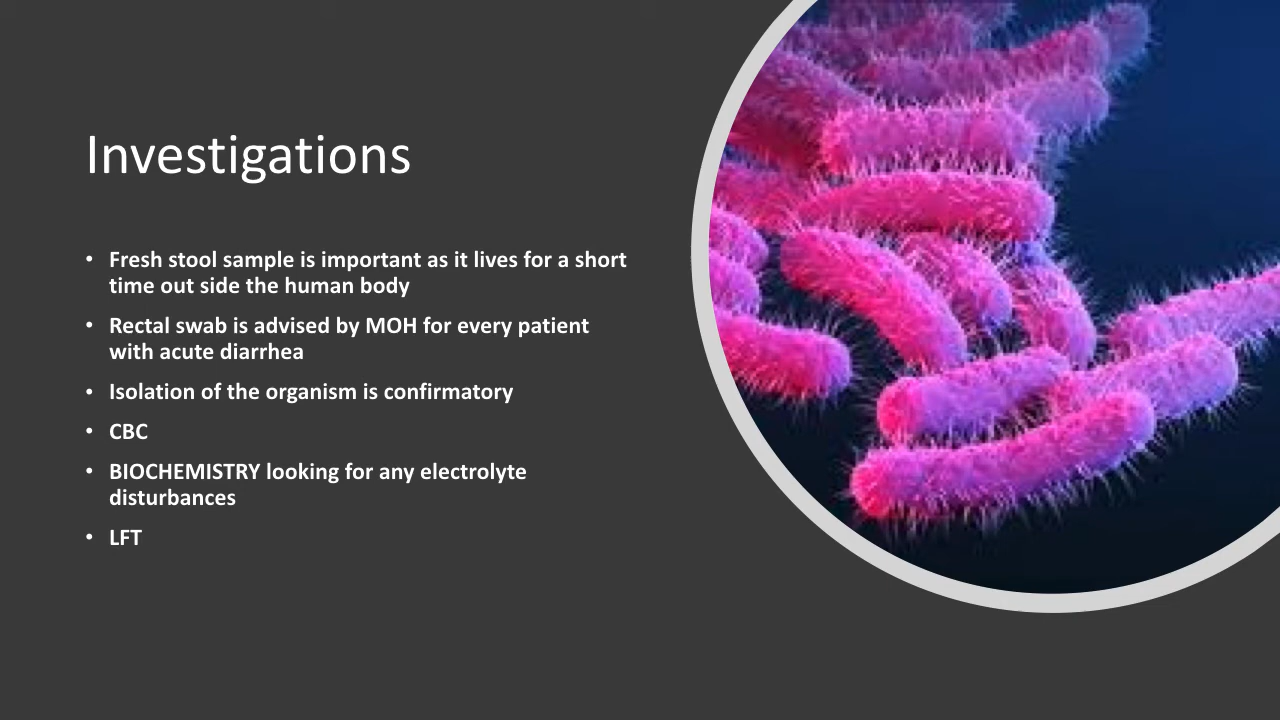 Investigations
• Fresh stool sample is important as it lives for a short
time out side the human body
• Rectal swab is advised by MOH for every patient
with acute diarrhea
• Isolation of the organism is confirmatory
• CBC
• BIOCHEMISTRY looking for any electrolyte
disturbances
• LFT